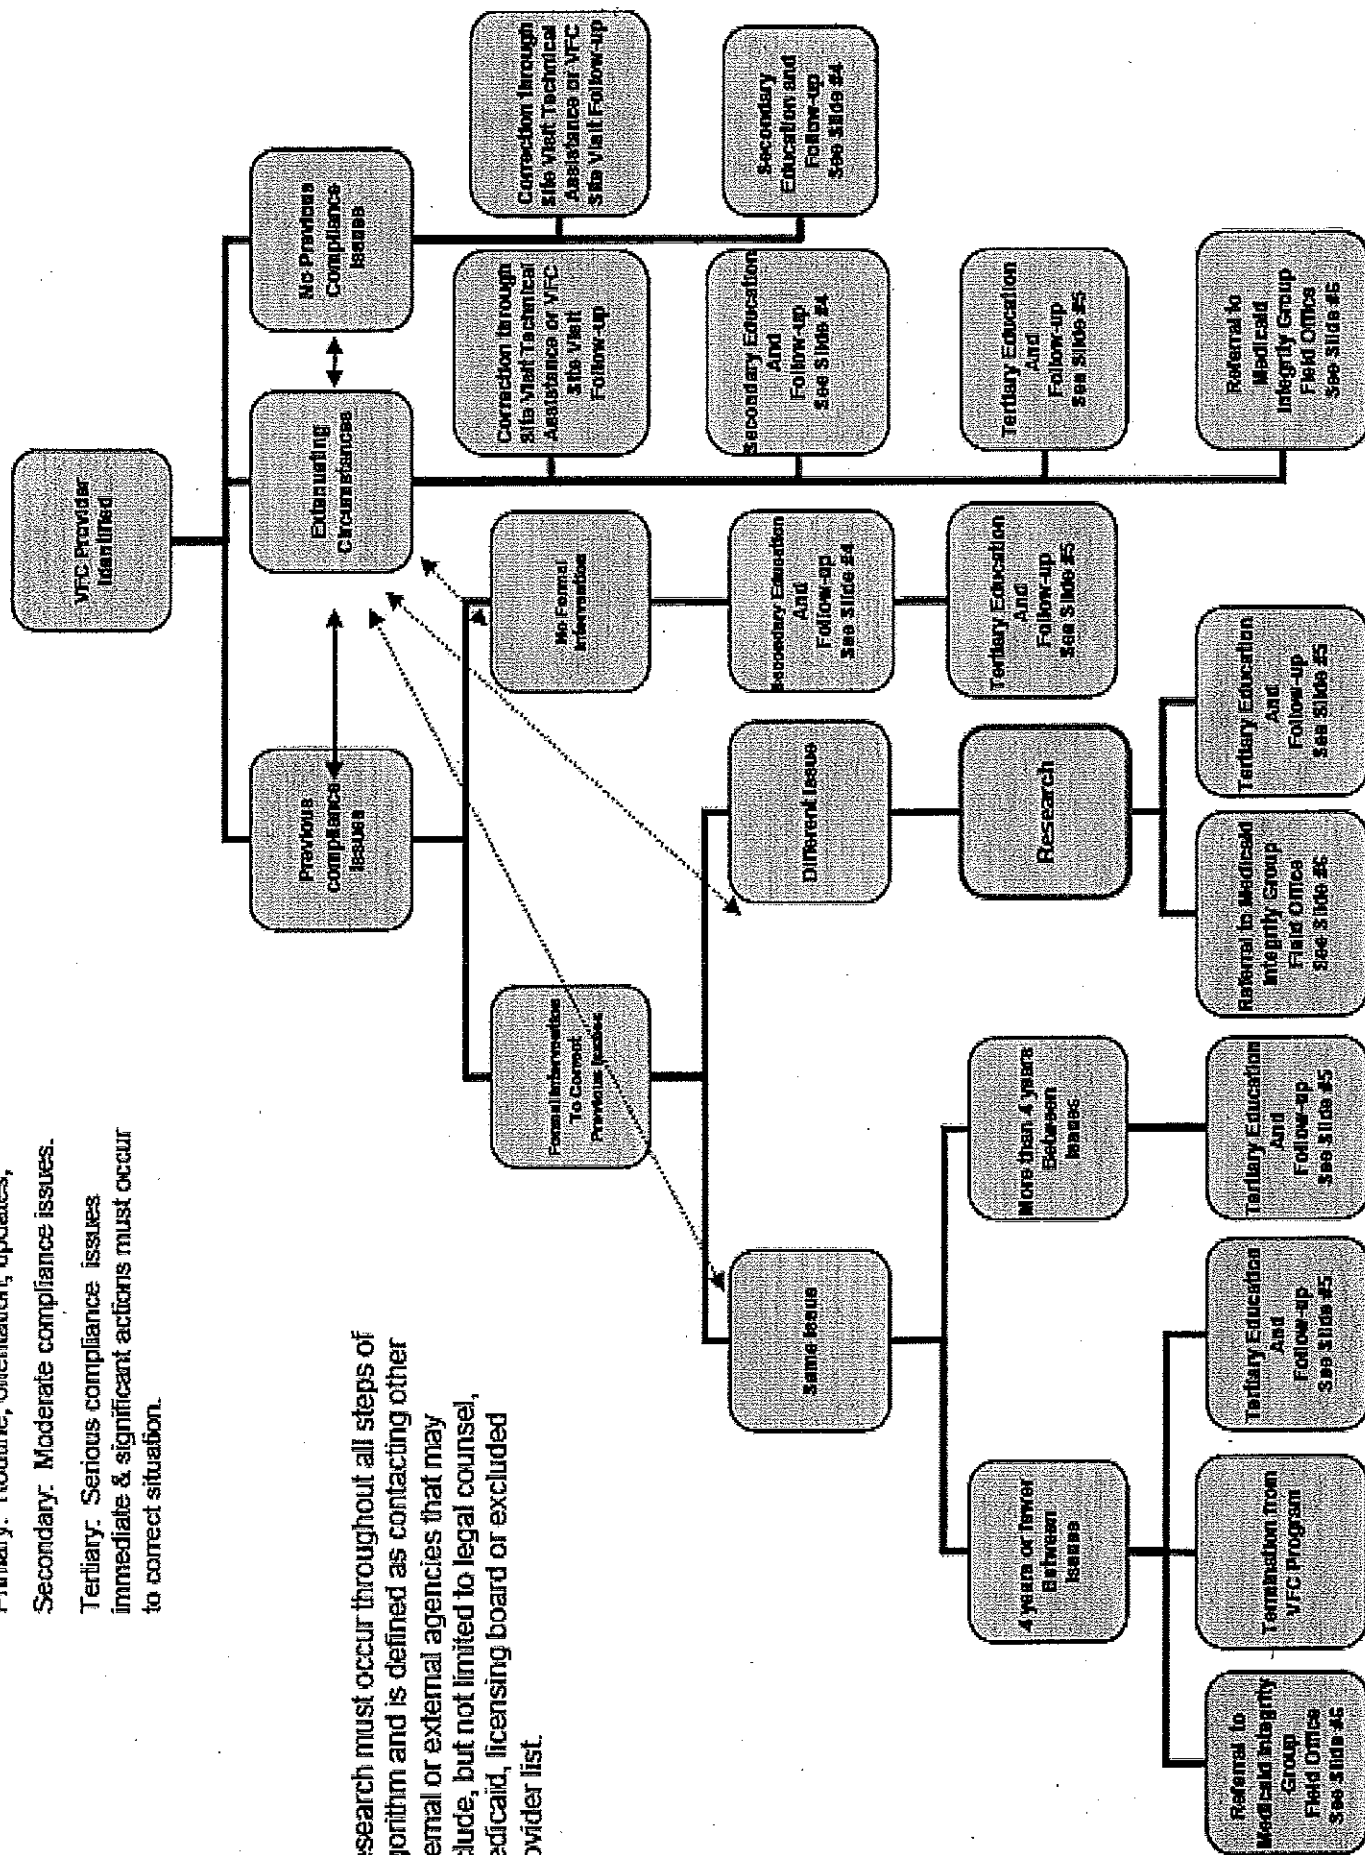 Secondary: Moderate compliance issues.
Tertiary: Serious compliance issues
immediate & significant actions must occur
to correct situation.
search must occur throughout all steps of
gorithm and is defined as contacting other
ernal or external agencies that may
clude, but not limited to legal counsel,
edicaid, licensing board or excluded
ovider list.
VFC Provider
Identified
Previous
compliance
issues
Extenuating
Circumstances
No Previous
Compliance
Issues
Formal Information
To Correct
Previous Issues
No Formal
Information
Correction through
Site Visit Technical
Assistance or VFC
Site Visit
Follow-up
Correction through
Site Visit Technical
Assistance or VFC
Site Visit Follow-up
Same Issue
Different Issue
Secondary Education
And
Follow-up
See Slide #4
Secondary Education
And
Follow-up
See Slide #4
Secondary
Education and
Follow-up
See Slide #4
4 years or fewer
Between
Issues
More than 4 years
Between
Issues
Research
Tertiary Education
And
Follow-up
See Slide #5
Tertiary Education
And
Follow-up
See Slide #5
Referral to
Medicaid Integrity
Group
Field Office
See Slide #6
Termination from
VFC Program
Tertiary Education
And
Follow-up
See Slide #5
Tertiary Education
And
Follow-up
See Slide #5
Referral to Medicaid
Integrity Group
Field Office
See Slide #6
Tertiary Education
And
Follow-up
See Slide #5
Referral to
Medicaid
Integrity Group
Field Office
See Slide #6